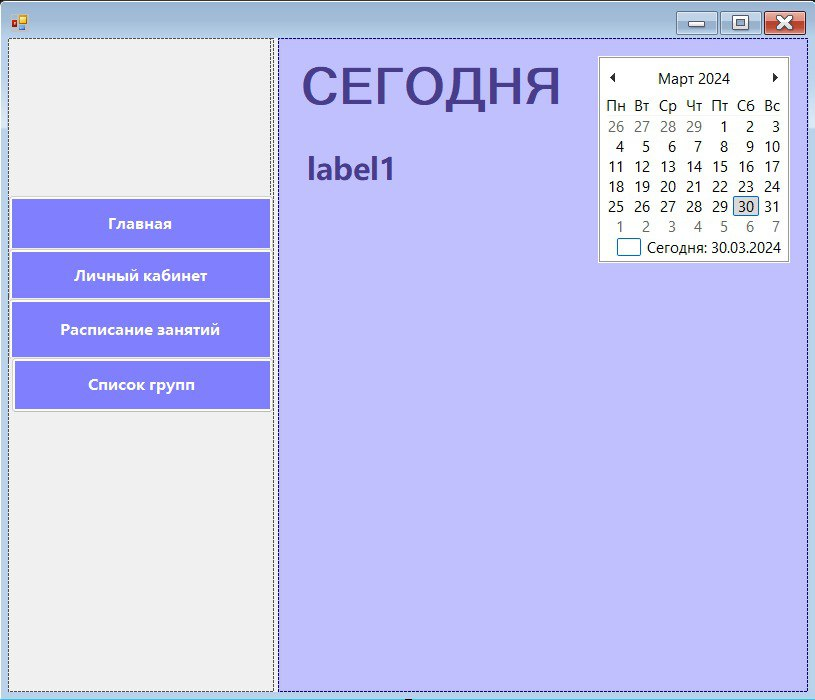 Главная
Личный кабинет
Расписание занятий
Список групп
СЕГОДНЯ
label1
Март 2024
Пн Вт Ср Чт Пт Сб Вс
26 27 28 29 1 2 3
4 5 6 7 8 9 10
11 12 13 14 15 16 17
18 19 20 21 22 23 24
25 26 27 28 29 30 31
1 2 3 4 5 6 7
Сегодня: 30.03.2024